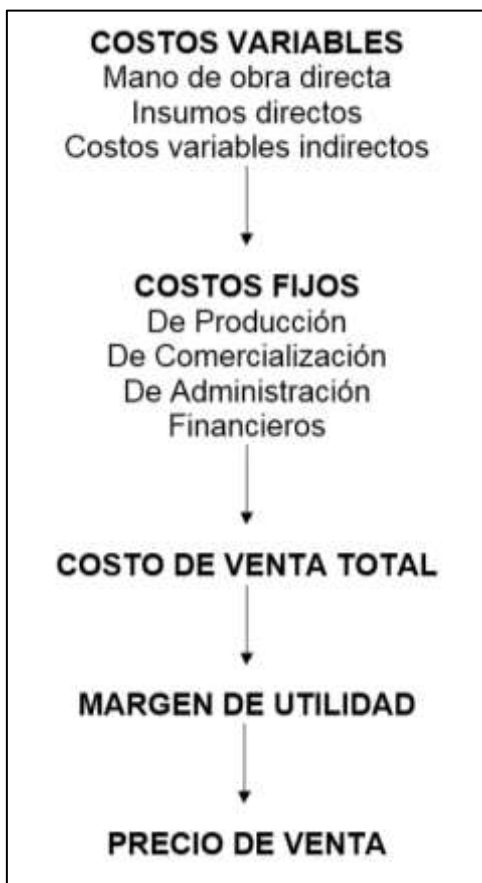 COSTOS VARIABLES
Mano de obra directa
Insumos directos
Costos variables indirectos
COSTOS FIJOS
De Producción
De Comercialización
De Administración
Financieros
COSTO DE VENTA TOTAL
MARGEN DE UTILIDAD
PRECIO DE VENTA